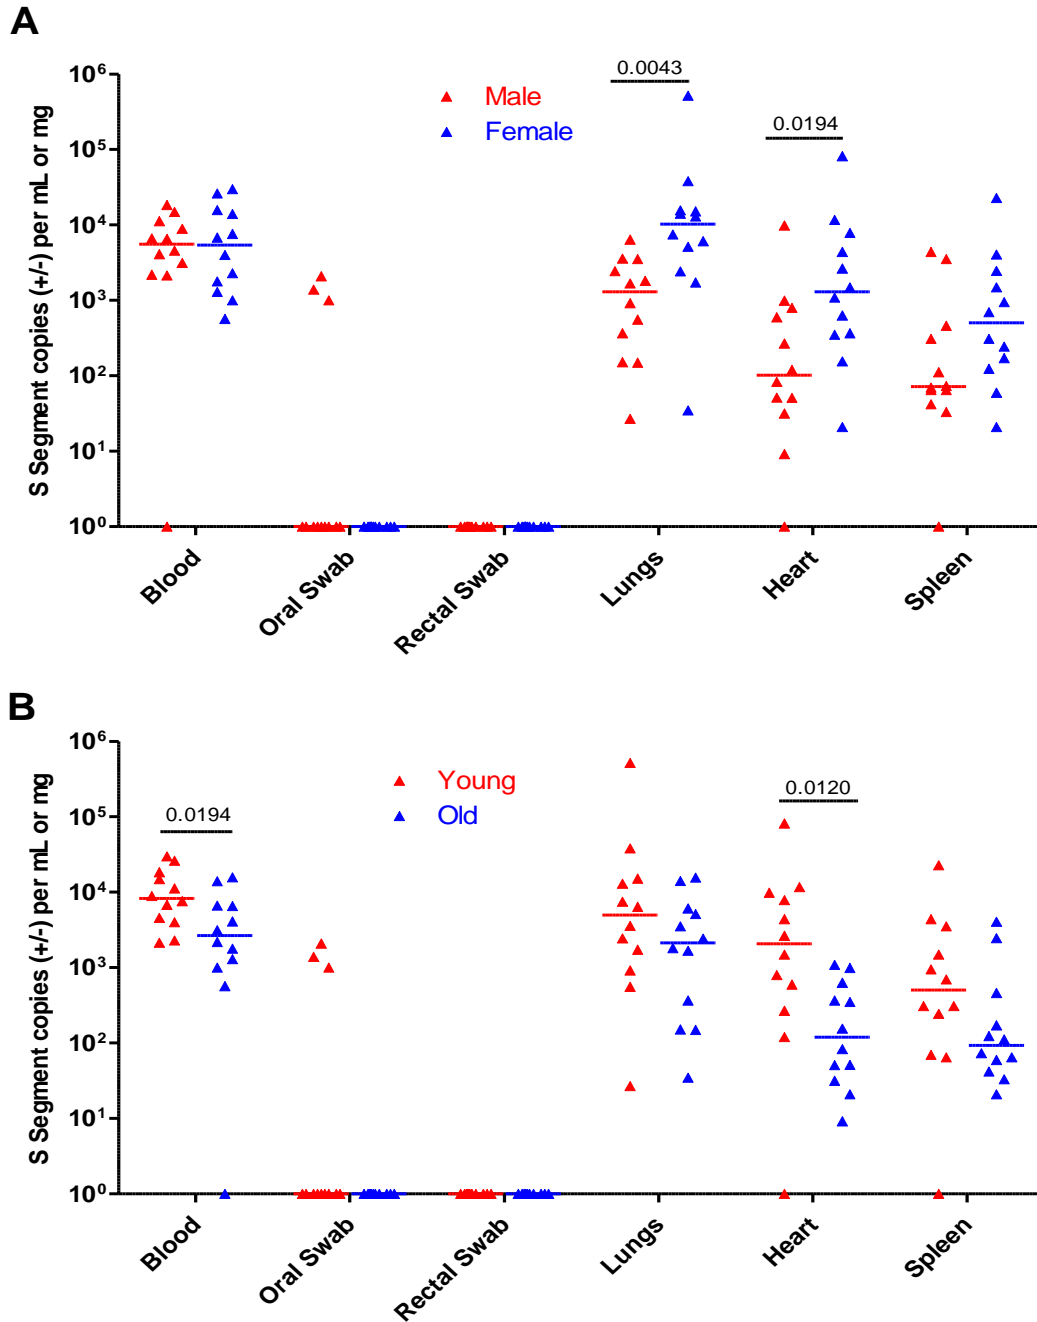 A
S Segment copies (+/-) per mL or mg
10⁶
10⁵
10⁴
10³
10²
10¹
10⁰
Male
Female
0.0043
0.0194
Blood
Oral Swab
Rectal Swab
Lungs
Heart
Spleen
B
S Segment copies (+/-) per mL or mg
10⁶
10⁵
10⁴
10³
10²
10¹
10⁰
Young
Old
0.0194
0.0120
Blood
Oral Swab
Rectal Swab
Lungs
Heart
Spleen